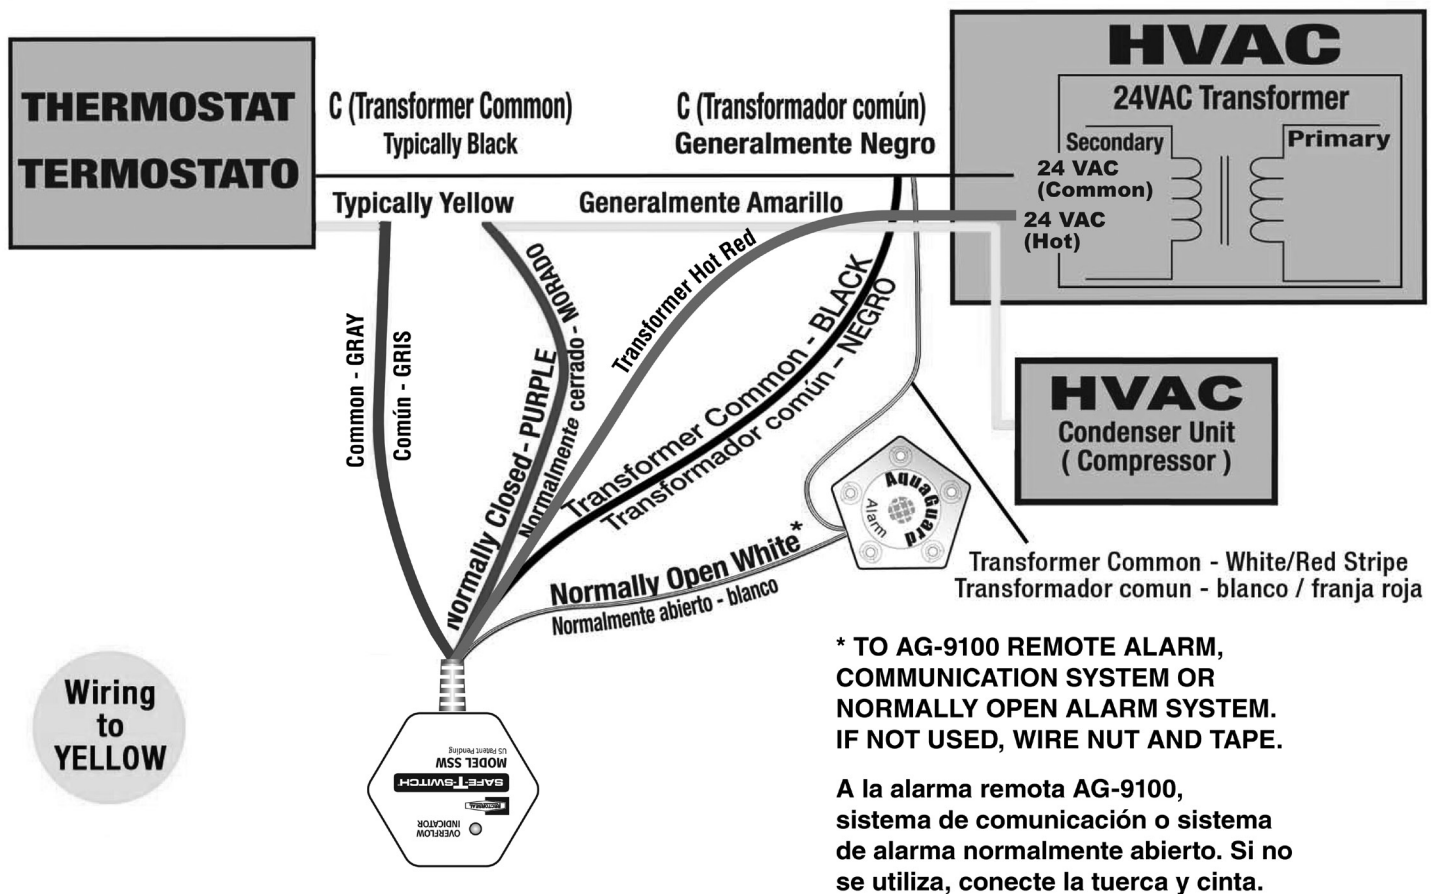 THERMOSTAT
TERMOSTATO
C (Transformer Common)
Typically Black
C (Transformador común)
Generalmente Negro
Typically Yellow
Generalmente Amarillo
HVAC
24VAC Transformer
Secondary
Primary
24 VAC
(Common)
24 VAC
(Hot)
HVAC
Condenser Unit
( Compressor )
Common - GRAY
Común - GRIS
Normally Closed - PURPLE
Normalmente cerrado - MORADO
Transformer Hot Red
Transformer Common - BLACK
Transformador común – NEGRO
Normally Open White*
Normalmente abierto - blanco
AquaGuard
Alarm
Transformer Common - White/Red Stripe
Transformador comun - blanco / franja roja
* TO AG-9100 REMOTE ALARM,
COMMUNICATION SYSTEM OR
NORMALLY OPEN ALARM SYSTEM.
IF NOT USED, WIRE NUT AND TAPE.
A la alarma remota AG-9100,
sistema de comunicación o sistema
de alarma normalmente abierto. Si no
se utiliza, conecte la tuerca y cinta.
Wiring
to
YELLOW
OVERFLOW
INDICATOR
RECTORSEAL
SAFE-T-SWITCH
MODEL SSW
US Patent Pending